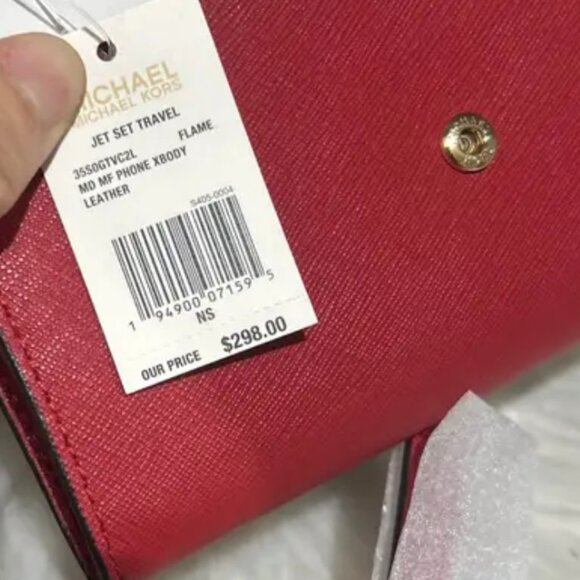 MICHAEL
MICHAEL KORS
JET SET TRAVEL
35S0GTVC2L FLAME
MD MF PHONE XBODY
LEATHER
S405-0004
1 94900 07159 5
NS
OUR PRICE $298.00